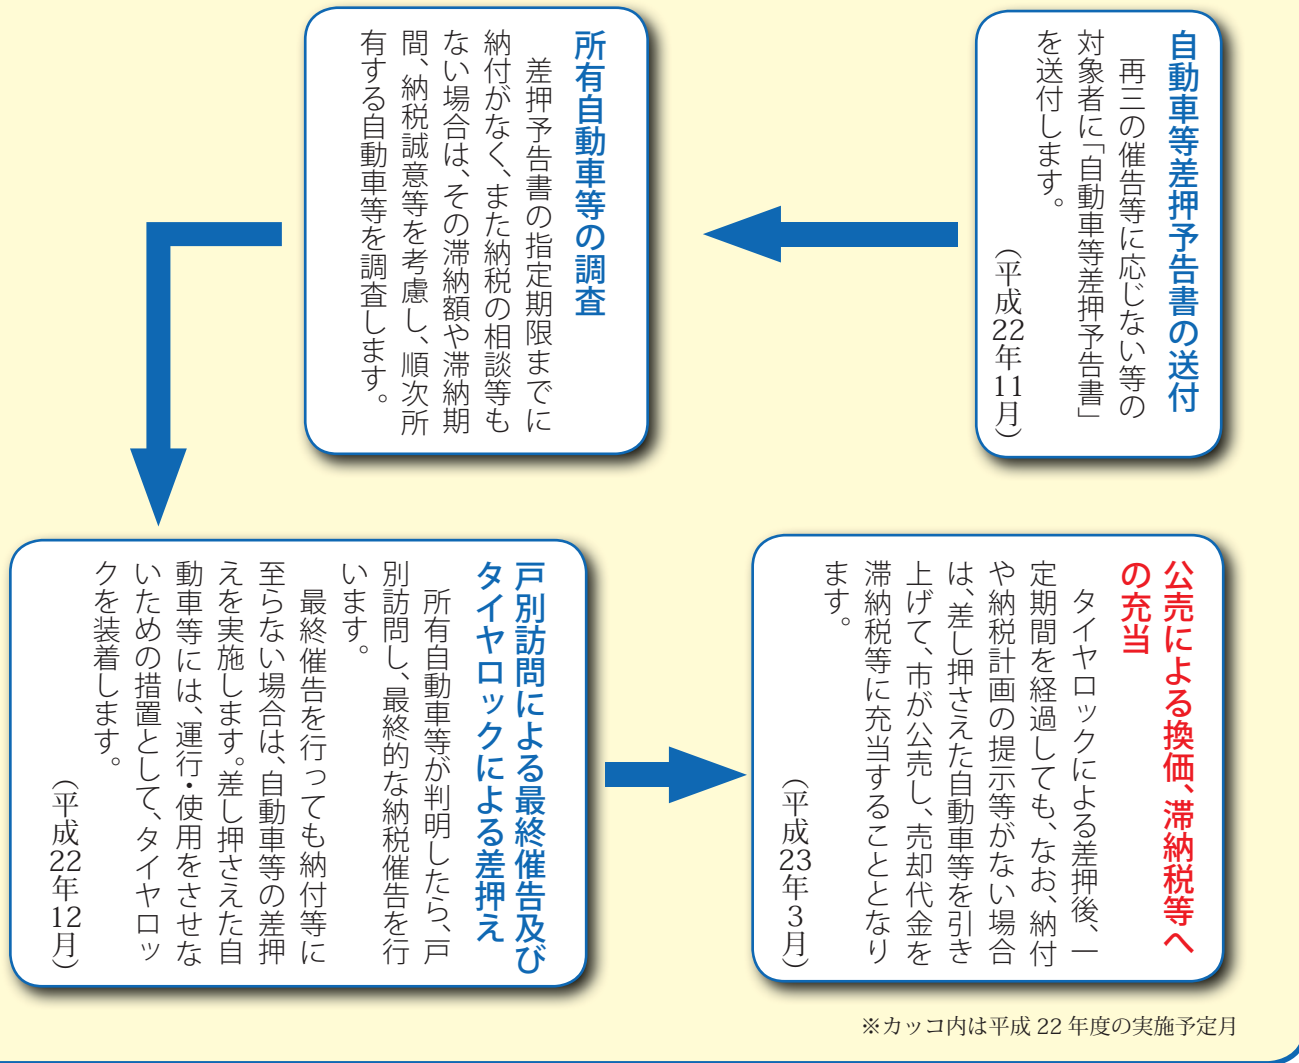 自動車等差押予告書の送付
再三の催告等に応じない等の
対象者に「自動車等差押予告書」
を送付します。
（平成22年11月）
所有自動車等の調査
差押予告書の指定期限までに
納付がなく、また納税の相談等も
ない場合は、その滞納額や滞納期
間、納税誠意等を考慮し、順次所
有する自動車等を調査します。
戸別訪問による最終催告及び
タイヤロックによる差押え
所有自動車等が判明したら、戸
別訪問し、最終的な納税催告を行
います。
最終催告を行っても納付等に
至らない場合は、自動車等の差押
えを実施します。差し押さえた自
動車等には、運行・使用をさせな
いための措置として、タイヤロッ
クを装着します。
（平成22年12月）
公売による換価、滞納税等へ
の充当
タイヤロックによる差押後、一
定期間を経過しても、なお、納付
や納税計画の提示等がない場合
は、差し押さえた自動車等を引き
上げて、市が公売し、売却代金を
滞納税等に充当することとなり
ます。
（平成23年3月）
※カッコ内は平成 22 年度の実施予定月